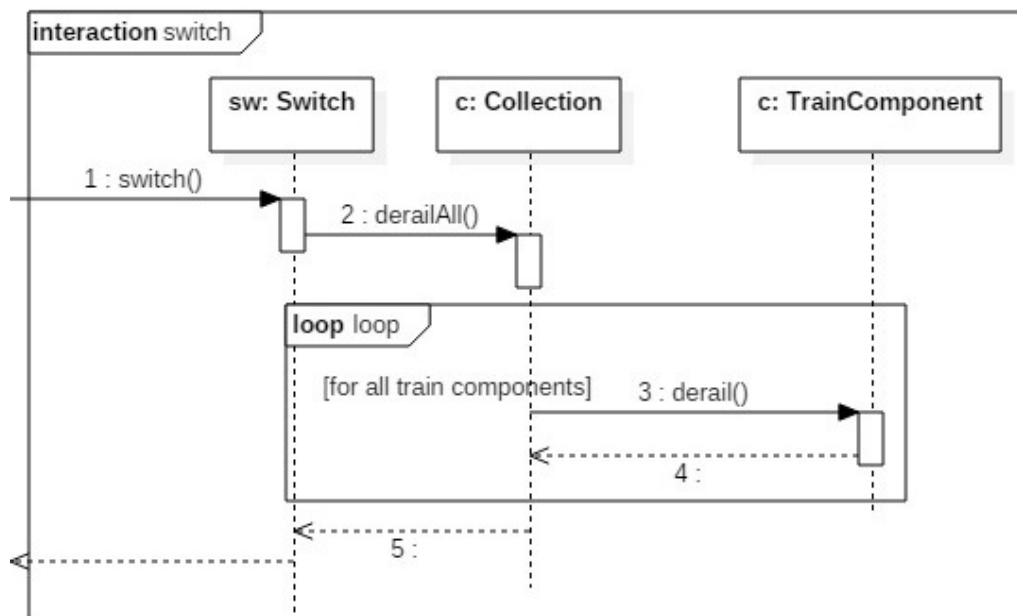 interaction switch
sw: Switch
c: Collection
c: TrainComponent
1 : switch()
2 : derailAll()
loop loop
[for all train components]
3 : derail()
4 :
5 :